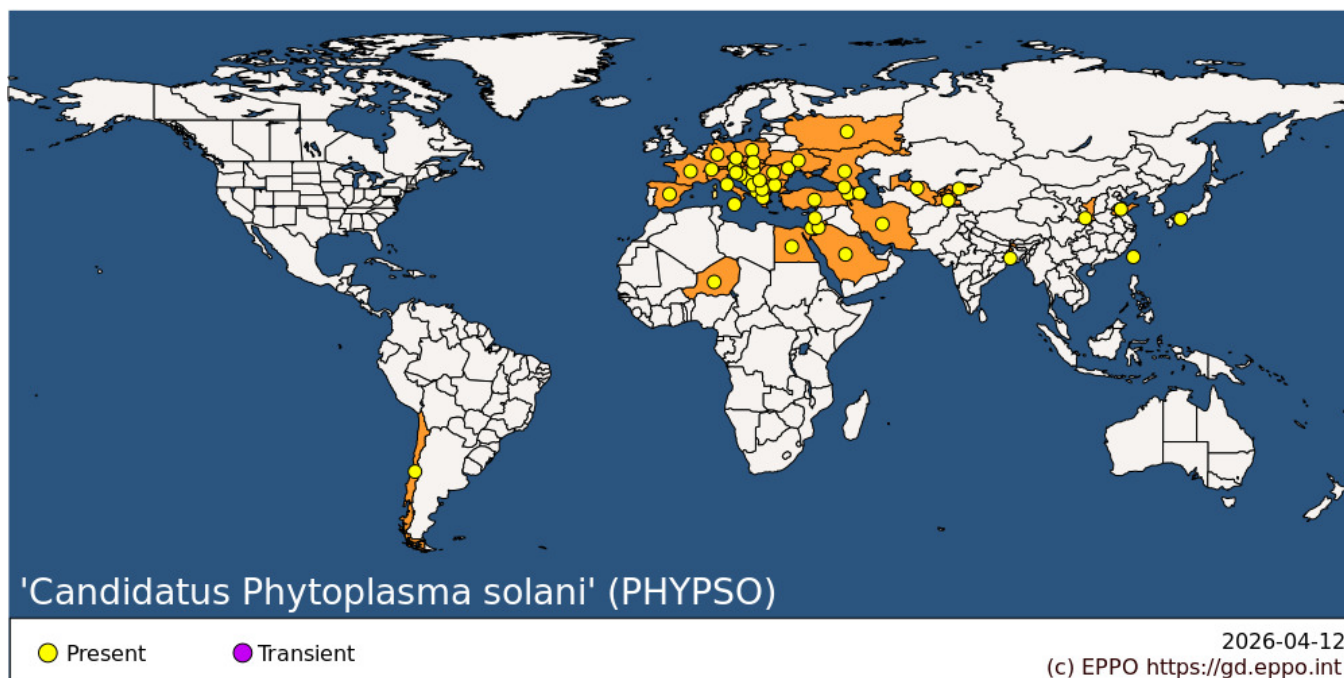 'Candidatus Phytoplasma solani' (PHYPSO)
Present
Transient
2026-04-12
(c) EPPO https://gd.eppo.int